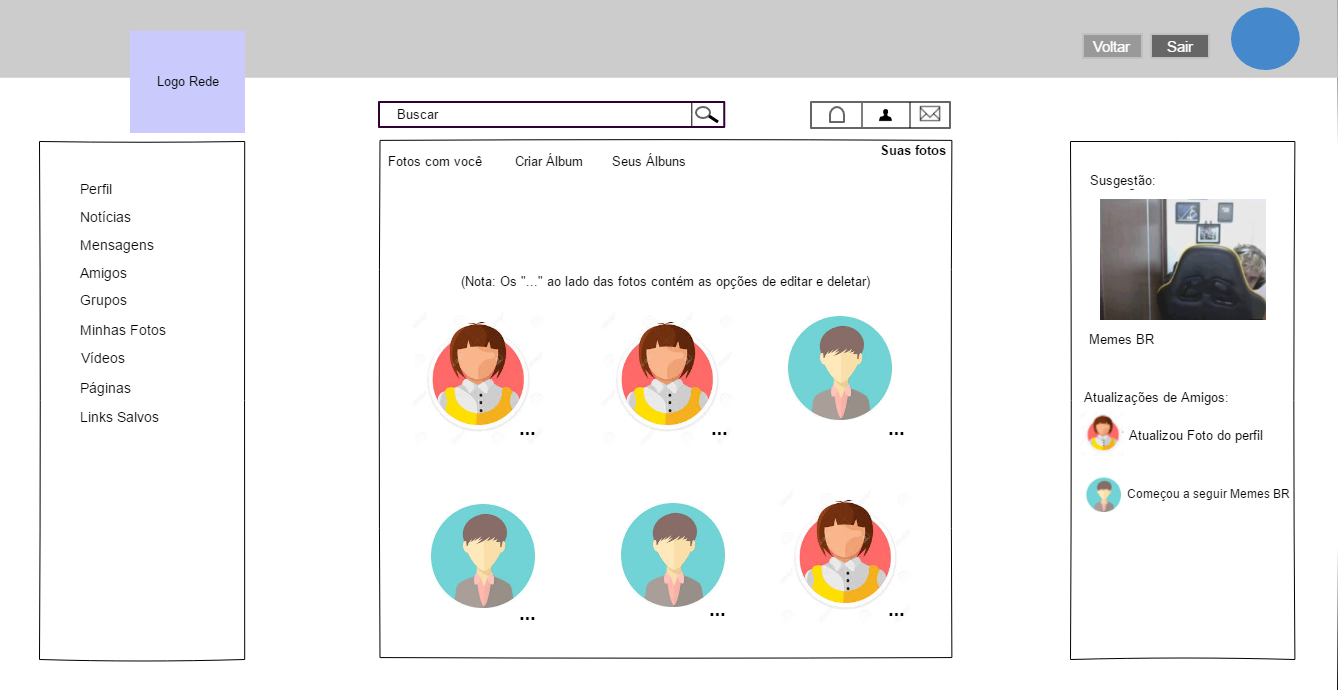 Voltar
Sair
Logo Rede
Buscar
Perfil
Notícias
Mensagens
Amigos
Grupos
Minhas Fotos
Vídeos
Páginas
Links Salvos
Suas fotos
Fotos com você
Criar Álbum
Seus Álbuns
(Nota: Os "..." ao lado das fotos contém as opções de editar e deletar)
...
...
...
...
...
...
Susgestão:
Memes BR
Atualizações de Amigos:
Atualizou Foto do perfil
Começou a seguir Memes BR